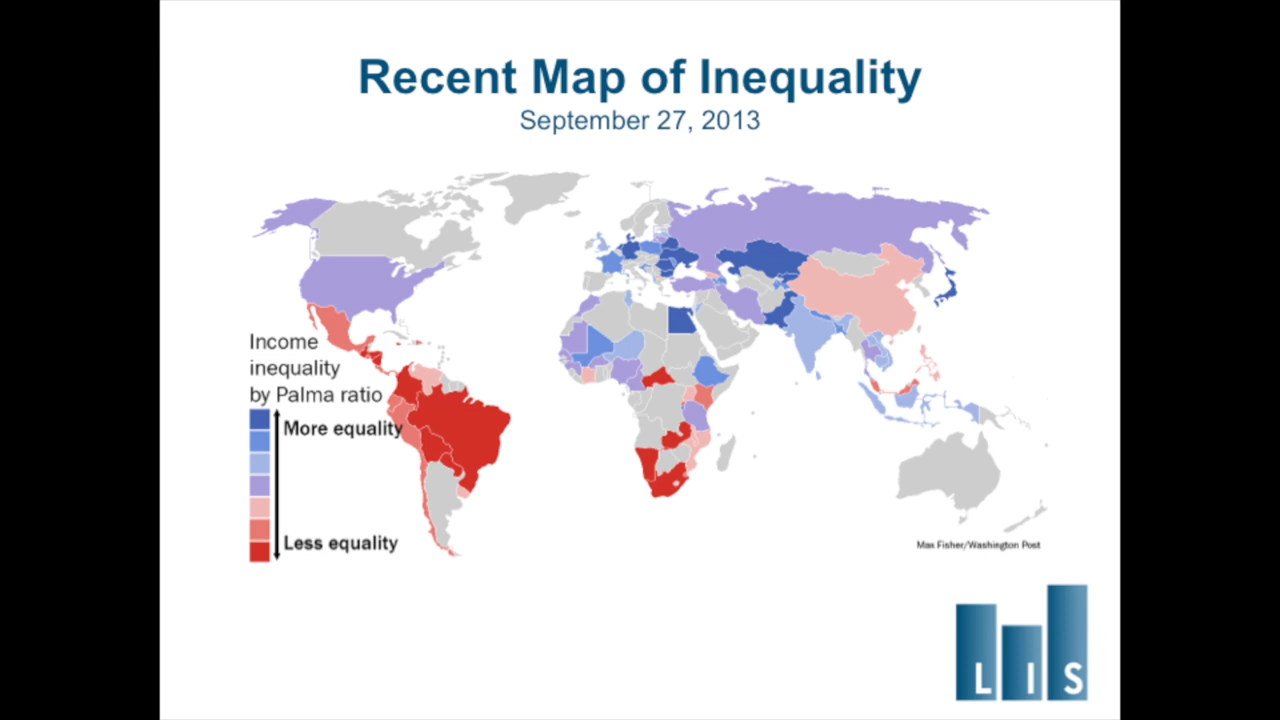 Recent Map of Inequality
September 27, 2013
Income
inequality
by Palma ratio
More equality
Less equality
Max Fisher/Washington Post
LIS